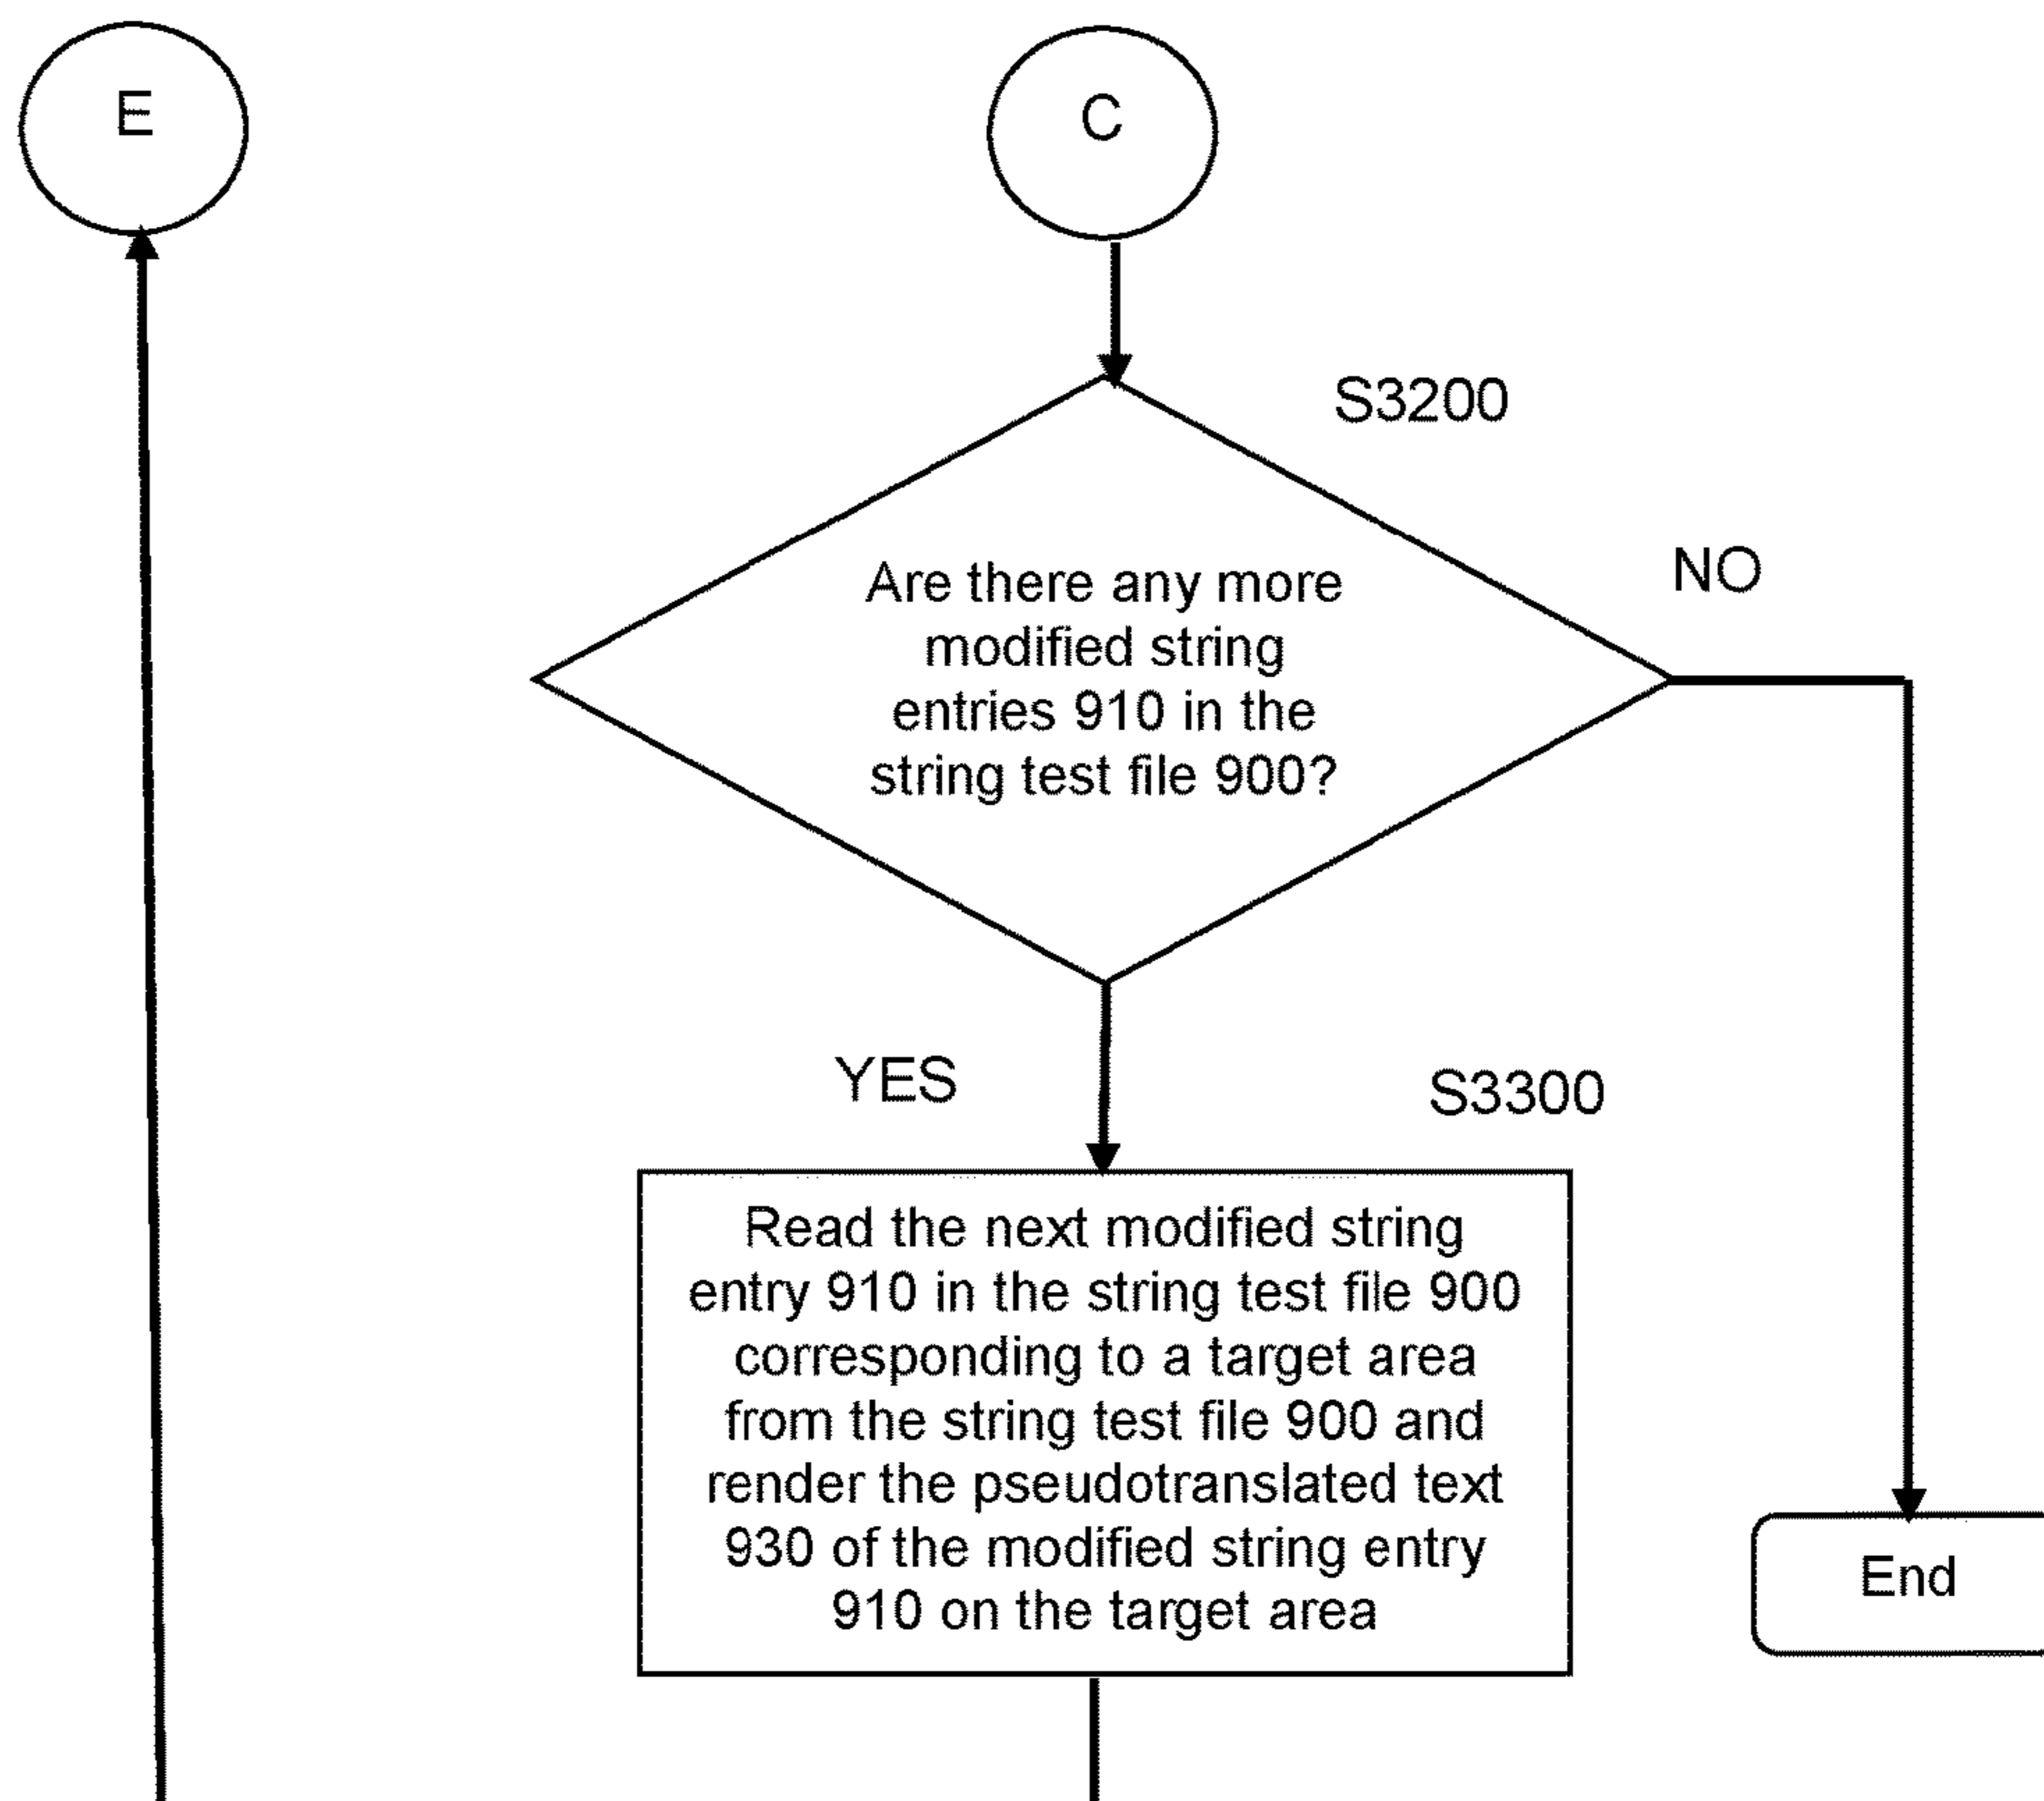 E
C
S3200
Are there any more
modified string
entries 910 in the
string test file 900?
NO
YES
S3300
Read the next modified string
entry 910 in the string test file 900
corresponding to a target area
from the string test file 900 and
render the pseudotranslated text
930 of the modified string entry
910 on the target area
End